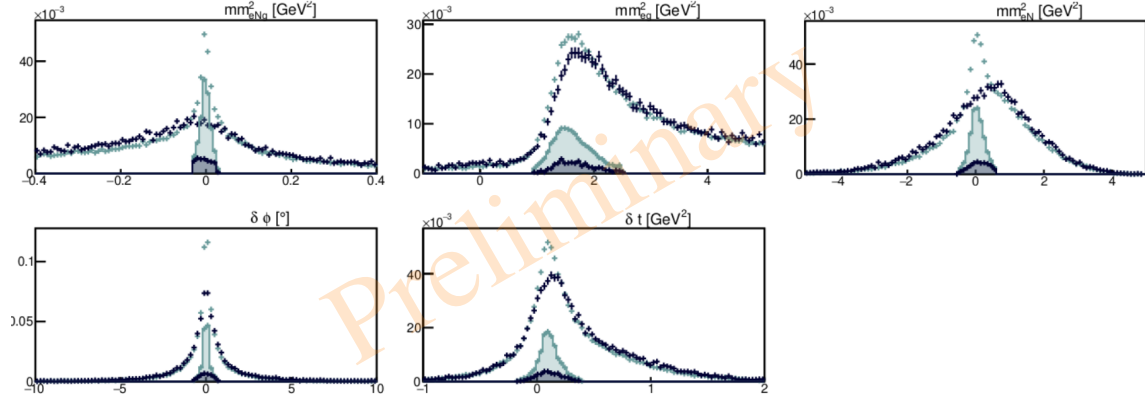 ×10⁻³ mm²eNg [GeV²]
40
20
0
−0.4 −0.2 0 0.2 0.4
×10⁻³ mm²eg [GeV²]
30
20
10
0
0 2 4
×10⁻³ mm²eN [GeV²]
40
20
0
−4 −2 0 2 4
δ ϕ [°]
0.1
0.05
0
−10 −5 0 5 10
×10⁻³ δ t [GeV²]
40
20
0
−1 0 1 2
Preliminary